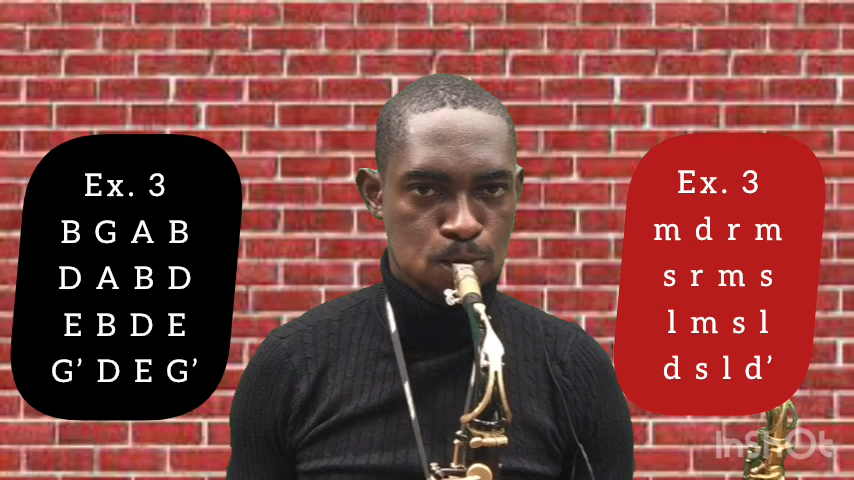 Ex. 3
B G A B
D A B D
E B D E
G’ D E G’
Ex. 3
m d r m
s r m s
l m s l
d s l d’
InShOt